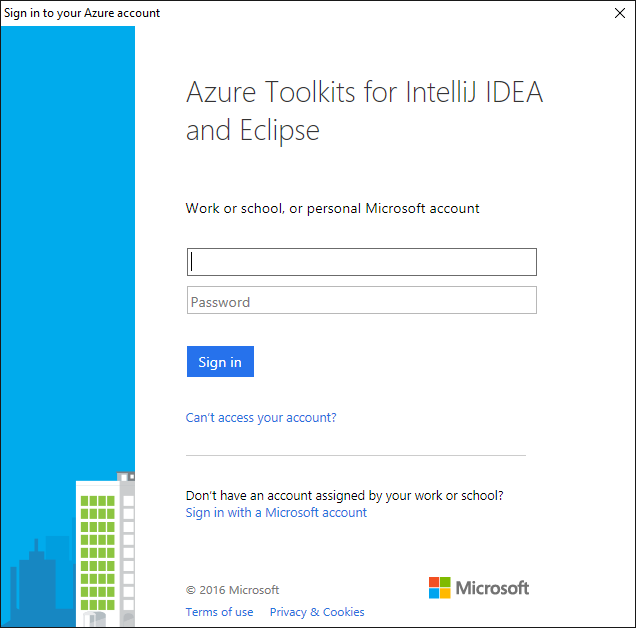 Sign in to your Azure account
Azure Toolkits for IntelliJ IDEA
and Eclipse
Work or school, or personal Microsoft account
Password
Sign in
Can't access your account?
Don't have an account assigned by your work or school?
Sign in with a Microsoft account
© 2016 Microsoft
Microsoft
Terms of use Privacy & Cookies